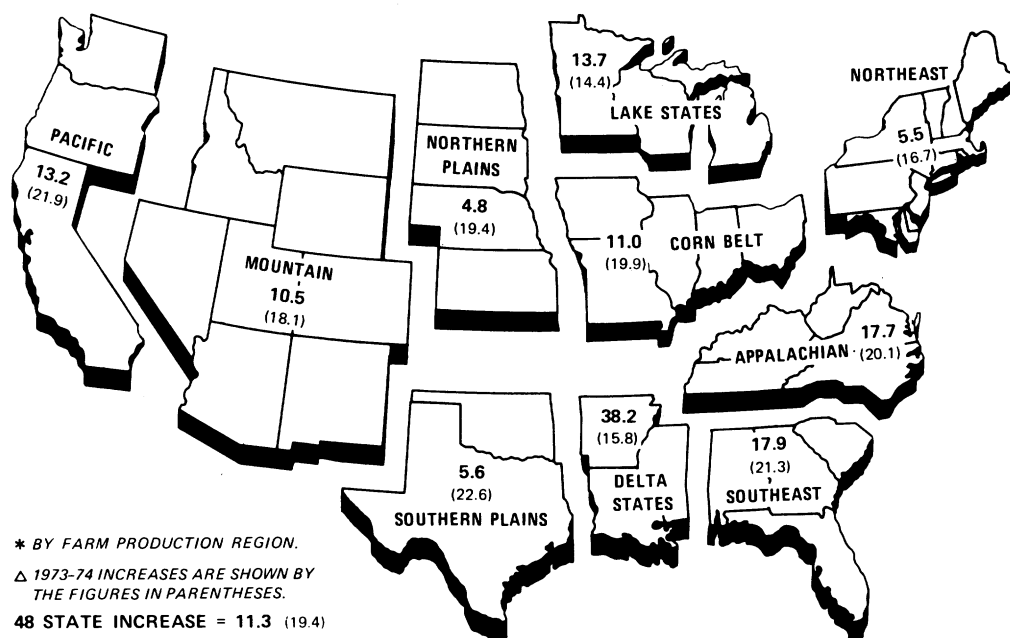 PACIFIC
13.2
(21.9)
MOUNTAIN
10.5
(18.1)
NORTHERN
PLAINS
4.8
(19.4)
13.7
(14.4)
LAKE STATES
11.0
(19.9)
CORN BELT
NORTHEAST
5.5
(16.7)
APPALACHIAN
17.7
(20.1)
5.6
(22.6)
SOUTHERN PLAINS
38.2
(15.8)
DELTA
STATES
17.9
(21.3)
SOUTHEAST
* BY FARM PRODUCTION REGION.
△ 1973-74 INCREASES ARE SHOWN BY
THE FIGURES IN PARENTHESES.
48 STATE INCREASE = 11.3 (19.4)